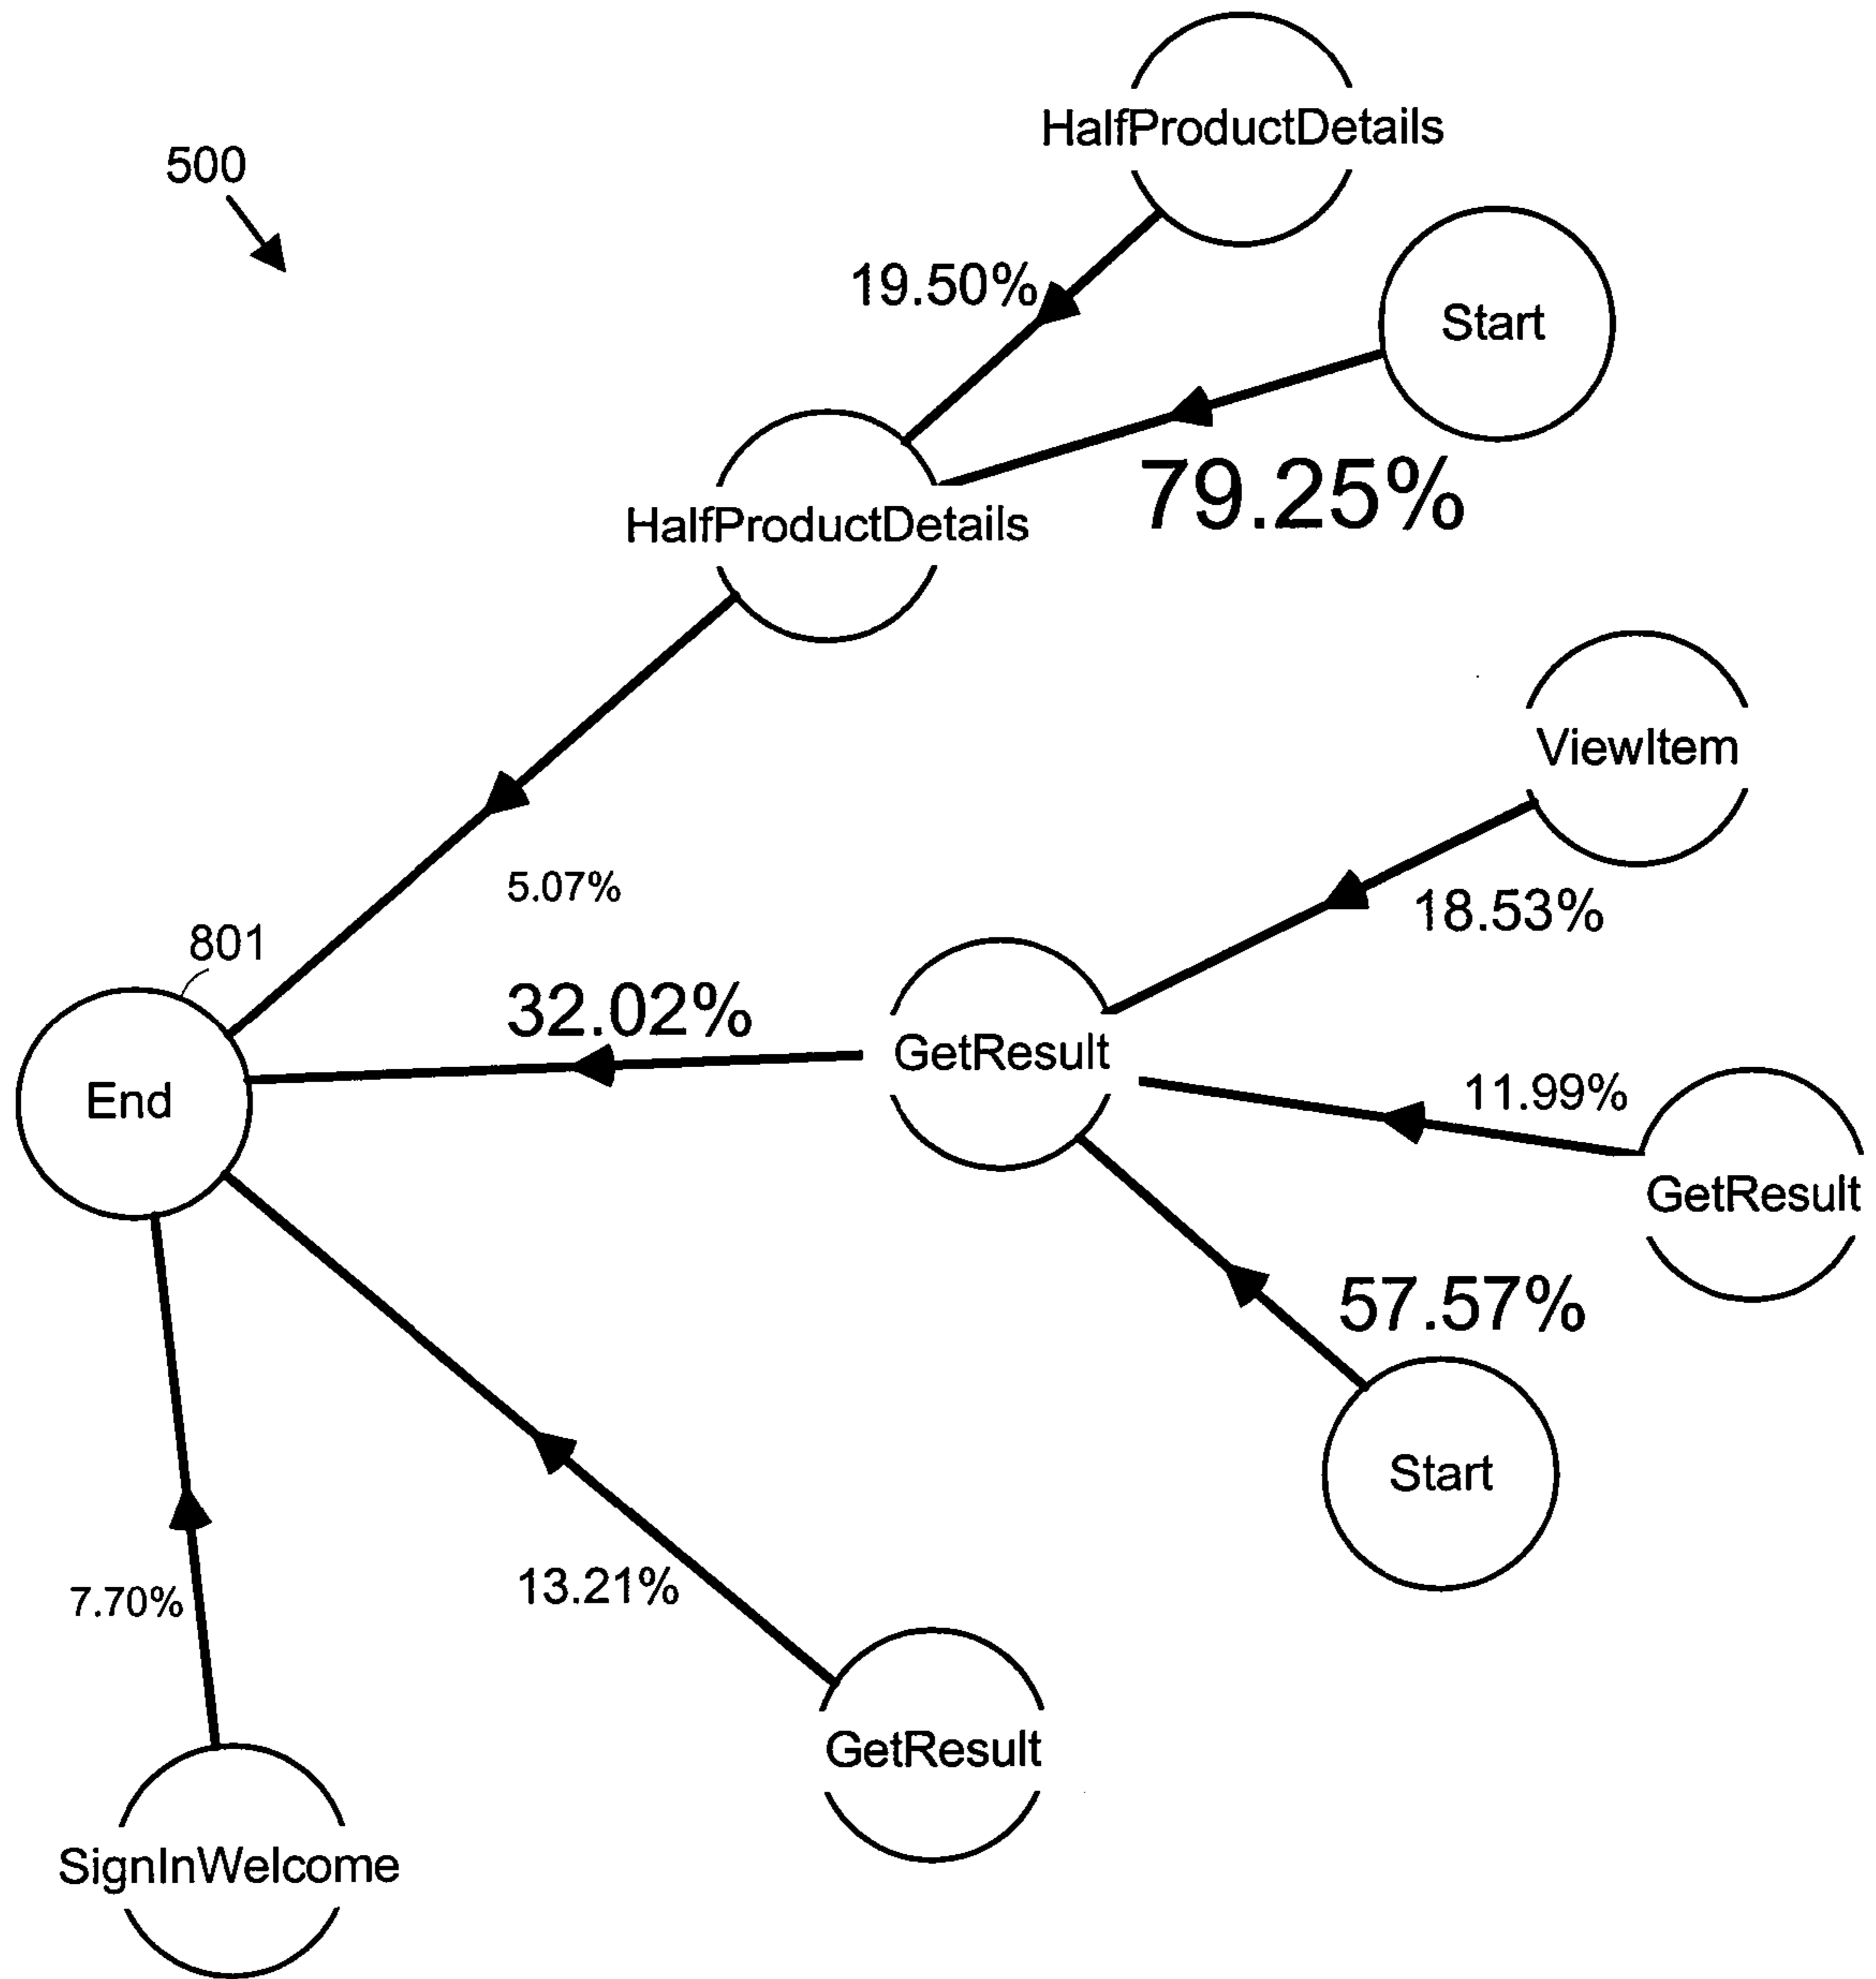 HalfProductDetails
500
19.50%
Start
79.25%
HalfProductDetails
ViewItem
5.07%
18.53%
801
32.02%
GetResult
End
11.99%
GetResult
57.57%
Start
13.21%
7.70%
GetResult
SignInWelcome